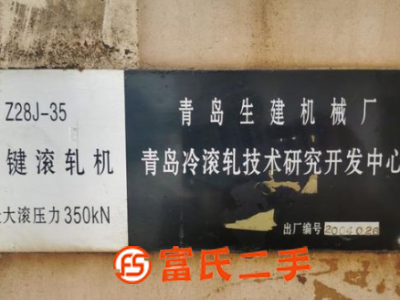 Z28J-35
键滚轧机
大滚压力350kN
青岛生建机械厂
青岛冷滚轧技术研究开发中心
出厂编号
富氏二手